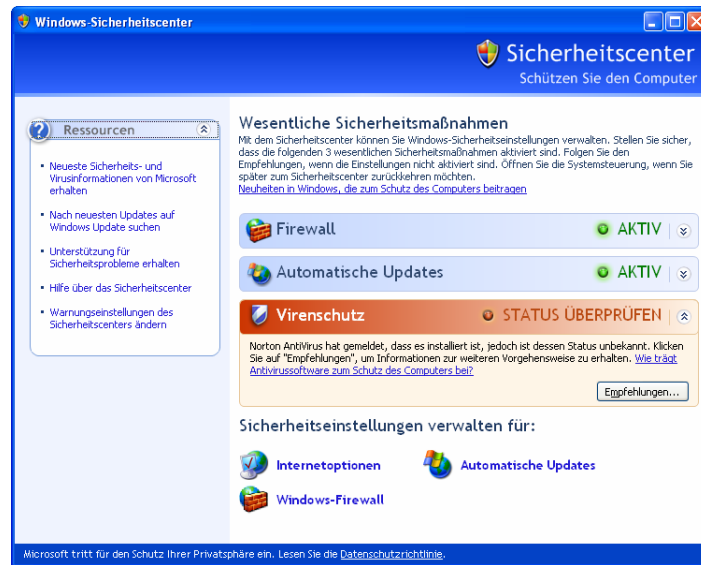 Windows-Sicherheitscenter
Sicherheitscenter
Schützen Sie den Computer
Ressourcen
Neueste Sicherheits- und
Virusinformationen von Microsoft
erhalten
Nach neuesten Updates auf
Windows Update suchen
Unterstützung für
Sicherheitsprobleme erhalten
Hilfe über das Sicherheitscenter
Warnungseinstellungen des
Sicherheitscenters ändern
Wesentliche Sicherheitsmaßnahmen
Mit dem Sicherheitscenter können Sie Windows-Sicherheitseinstellungen verwalten. Stellen Sie sicher,
dass die folgenden 3 wesentlichen Sicherheitsmaßnahmen aktiviert sind. Folgen Sie den
Empfehlungen, wenn die Einstellungen nicht aktiviert sind. Öffnen Sie die Systemsteuerung, wenn Sie
später zum Sicherheitscenter zurückkehren möchten.
Neuheiten in Windows, die zum Schutz des Computers beitragen
Firewall AKTIV
Automatische Updates AKTIV
Virenschutz STATUS ÜBERPRÜFEN
Norton AntiVirus hat gemeldet, dass es installiert ist, jedoch ist dessen Status unbekannt. Klicken
Sie auf "Empfehlungen", um Informationen zur weiteren Vorgehensweise zu erhalten. Wie trägt
Antivirussoftware zum Schutz des Computers bei?
Empfehlungen...
Sicherheitseinstellungen verwalten für:
Internetoptionen Automatische Updates
Windows-Firewall
Microsoft tritt für den Schutz Ihrer Privatsphäre ein. Lesen Sie die Datenschutzrichtlinie.